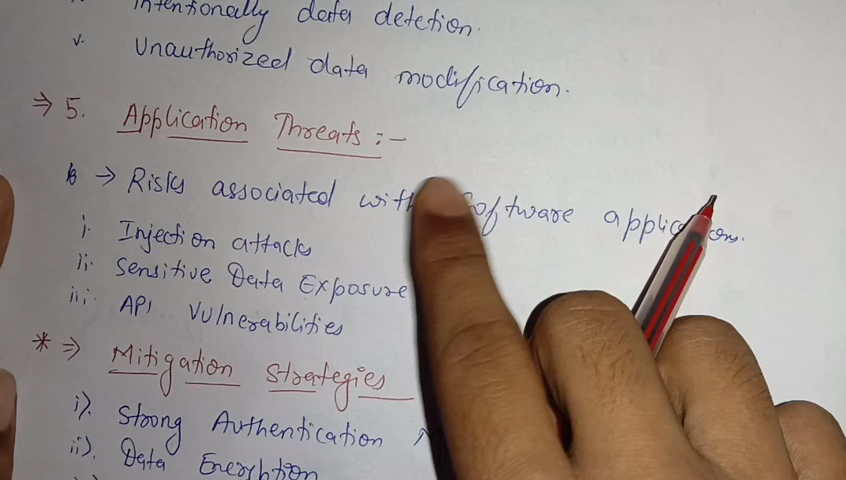 Intentionally data deletion.
v. Unauthorized data modification.
⇒ 5. Application Threats :-
→ Risks associated with Software applications.
i. Injection attacks
ii. Sensitive Data Exposure
iii. API Vulnerabilities
* ⇒ Mitigation Strategies
i). Strong Authentication
ii). Data Encryption